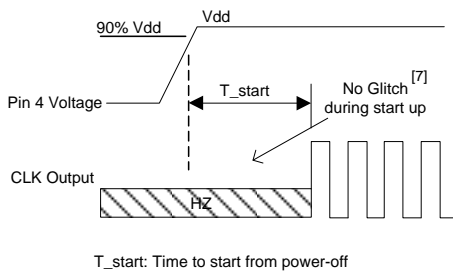 Vdd
90% Vdd
T_start
No Glitch [7]
during start up
Pin 4 Voltage
CLK Output
HZ
T_start: Time to start from power-off